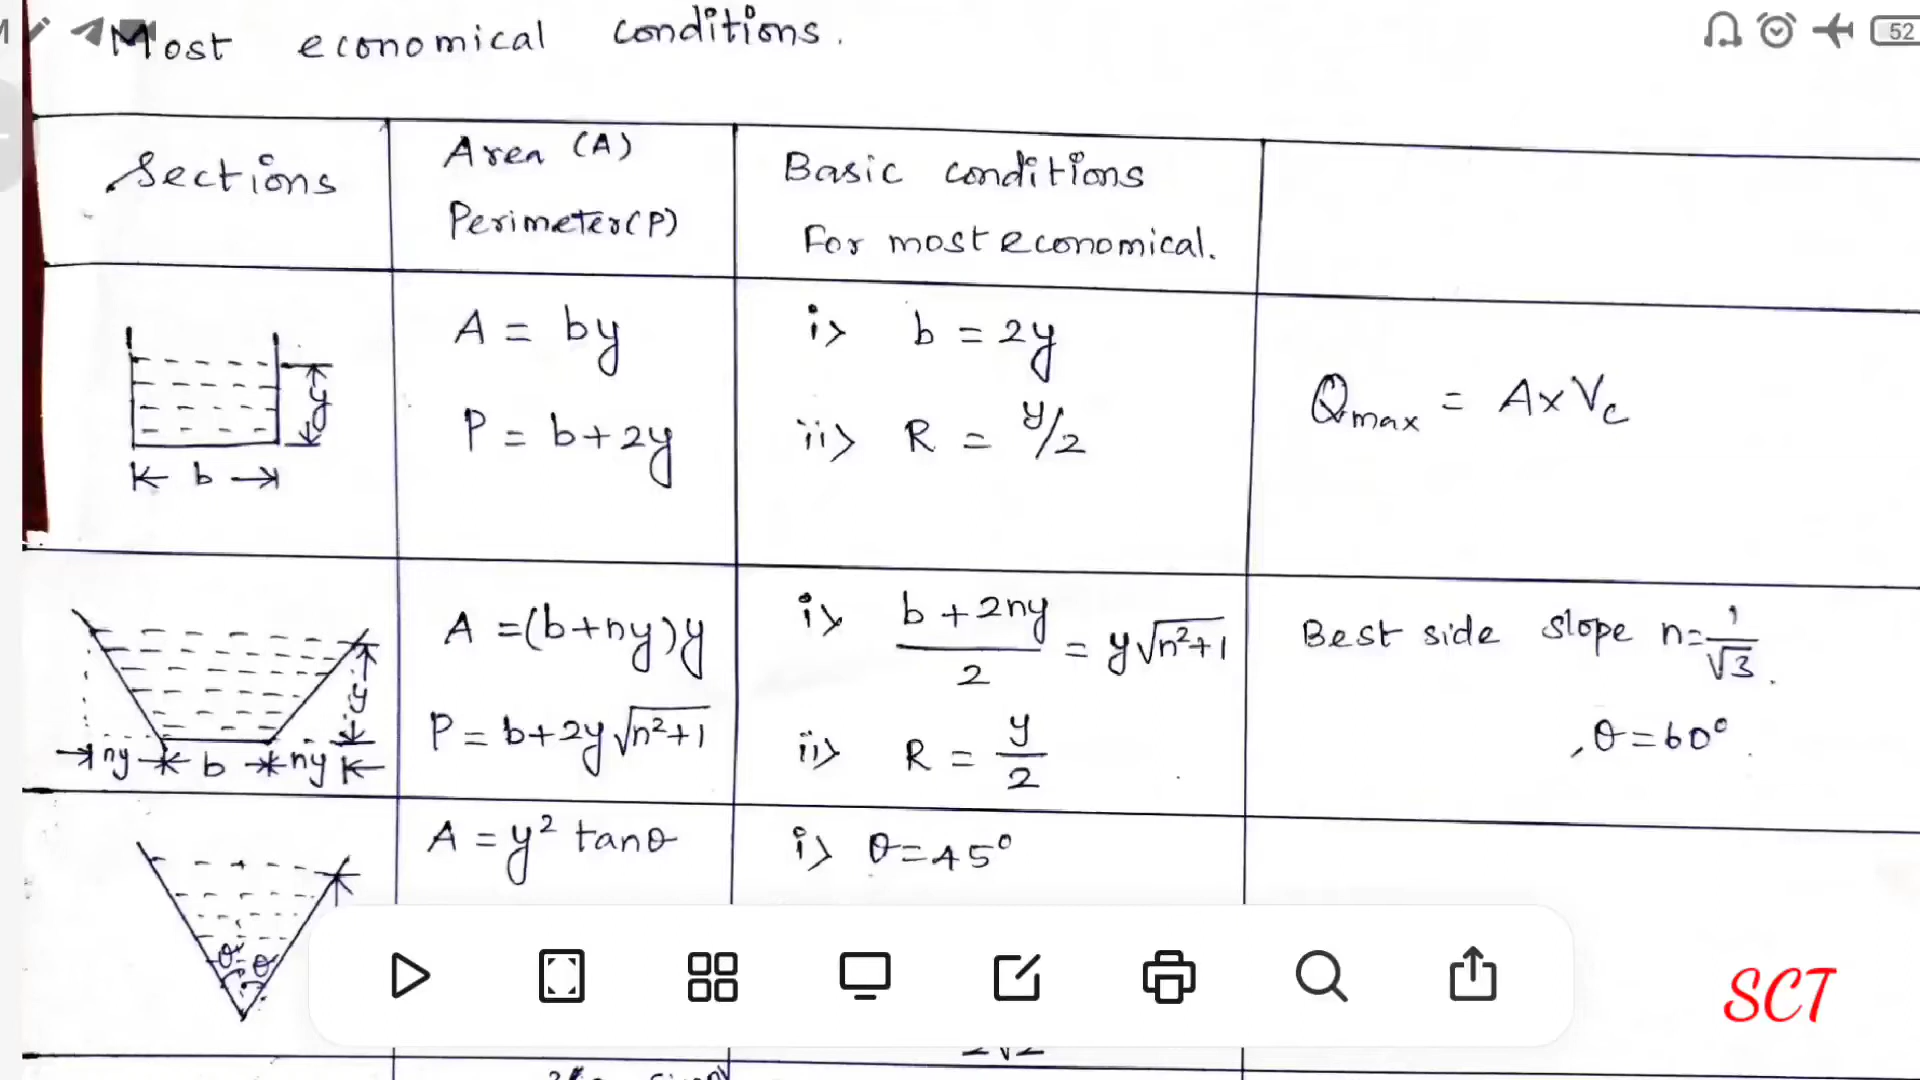 Most economical conditions.
52
Sections
Area (A)
Perimeter(P)
Basic conditions
For most economical.
y
b
A = by
P = b+2y
i> b = 2y
ii> R = y/2
Qmax = A×Vc
ny b ny
y
A =(b+ny)y
P = b+2y√n²+1
i> b+2ny/2 = y√n²+1
ii> R = y/2
Best side slope n=1/√3.
,θ=60°.
θ θ
A = y² tanθ
i> θ=45°
SCT